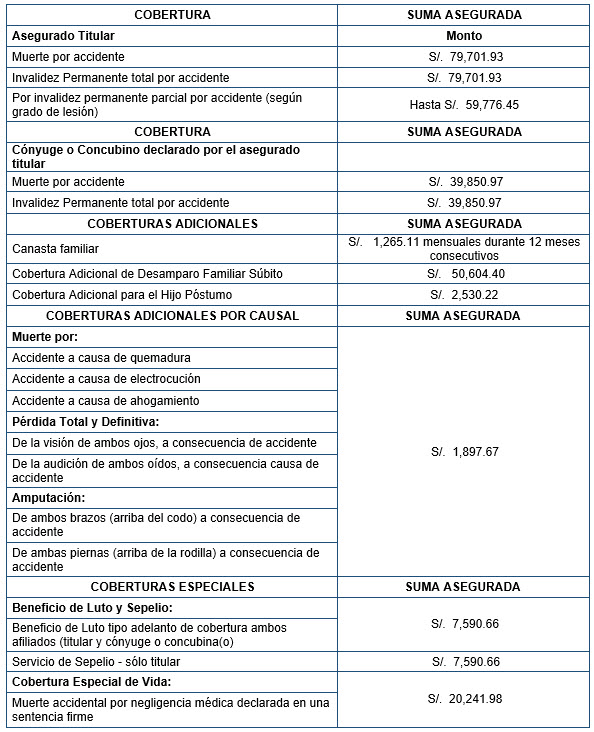 COBERTURA SUMA ASEGURADA
Asegurado Titular Monto
Muerte por accidente S/. 79,701.93
Invalidez Permanente total por accidente S/. 79,701.93
Por invalidez permanente parcial por accidente (según
grado de lesión) Hasta S/. 59,776.45
COBERTURA SUMA ASEGURADA
Cónyuge o Concubino declarado por el asegurado
titular
Muerte por accidente S/. 39,850.97
Invalidez Permanente total por accidente S/. 39,850.97
COBERTURAS ADICIONALES SUMA ASEGURADA
Canasta familiar S/. 1,265.11 mensuales durante 12 meses
consecutivos
Cobertura Adicional de Desamparo Familiar Súbito S/. 50,604.40
Cobertura Adicional para el Hijo Póstumo S/. 2,530.22
COBERTURAS ADICIONALES POR CAUSAL SUMA ASEGURADA
Muerte por:
Accidente a causa de quemadura
Accidente a causa de electrocución
Accidente a causa de ahogamiento
Pérdida Total y Definitiva:
De la visión de ambos ojos, a consecuencia de accidente
S/. 1,897.67
De la audición de ambos oídos, a consecuencia causa de
accidente
Amputación:
De ambos brazos (arriba del codo) a consecuencia de
accidente
De ambas piernas (arriba de la rodilla) a consecuencia de
accidente
COBERTURAS ESPECIALES SUMA ASEGURADA
Beneficio de Luto y Sepelio:
S/. 7,590.66
Beneficio de Luto tipo adelanto de cobertura ambos
afiliados (titular y cónyuge o concubina(o)
Servicio de Sepelio - sólo titular S/. 7,590.66
Cobertura Especial de Vida:
S/. 20,241.98
Muerte accidental por negligencia médica declarada en una
sentencia firme